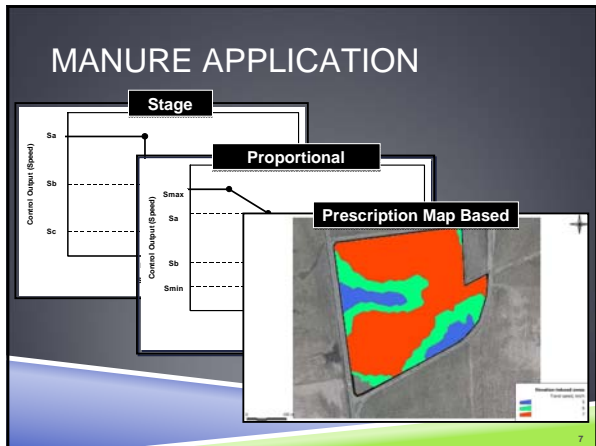 MANURE APPLICATION
Stage
Sa
Sb
Sc
Control Output (Speed)
Proportional
Smax
Sa
Sb
Smin
Control Output (Speed)
Prescription Map Based
7